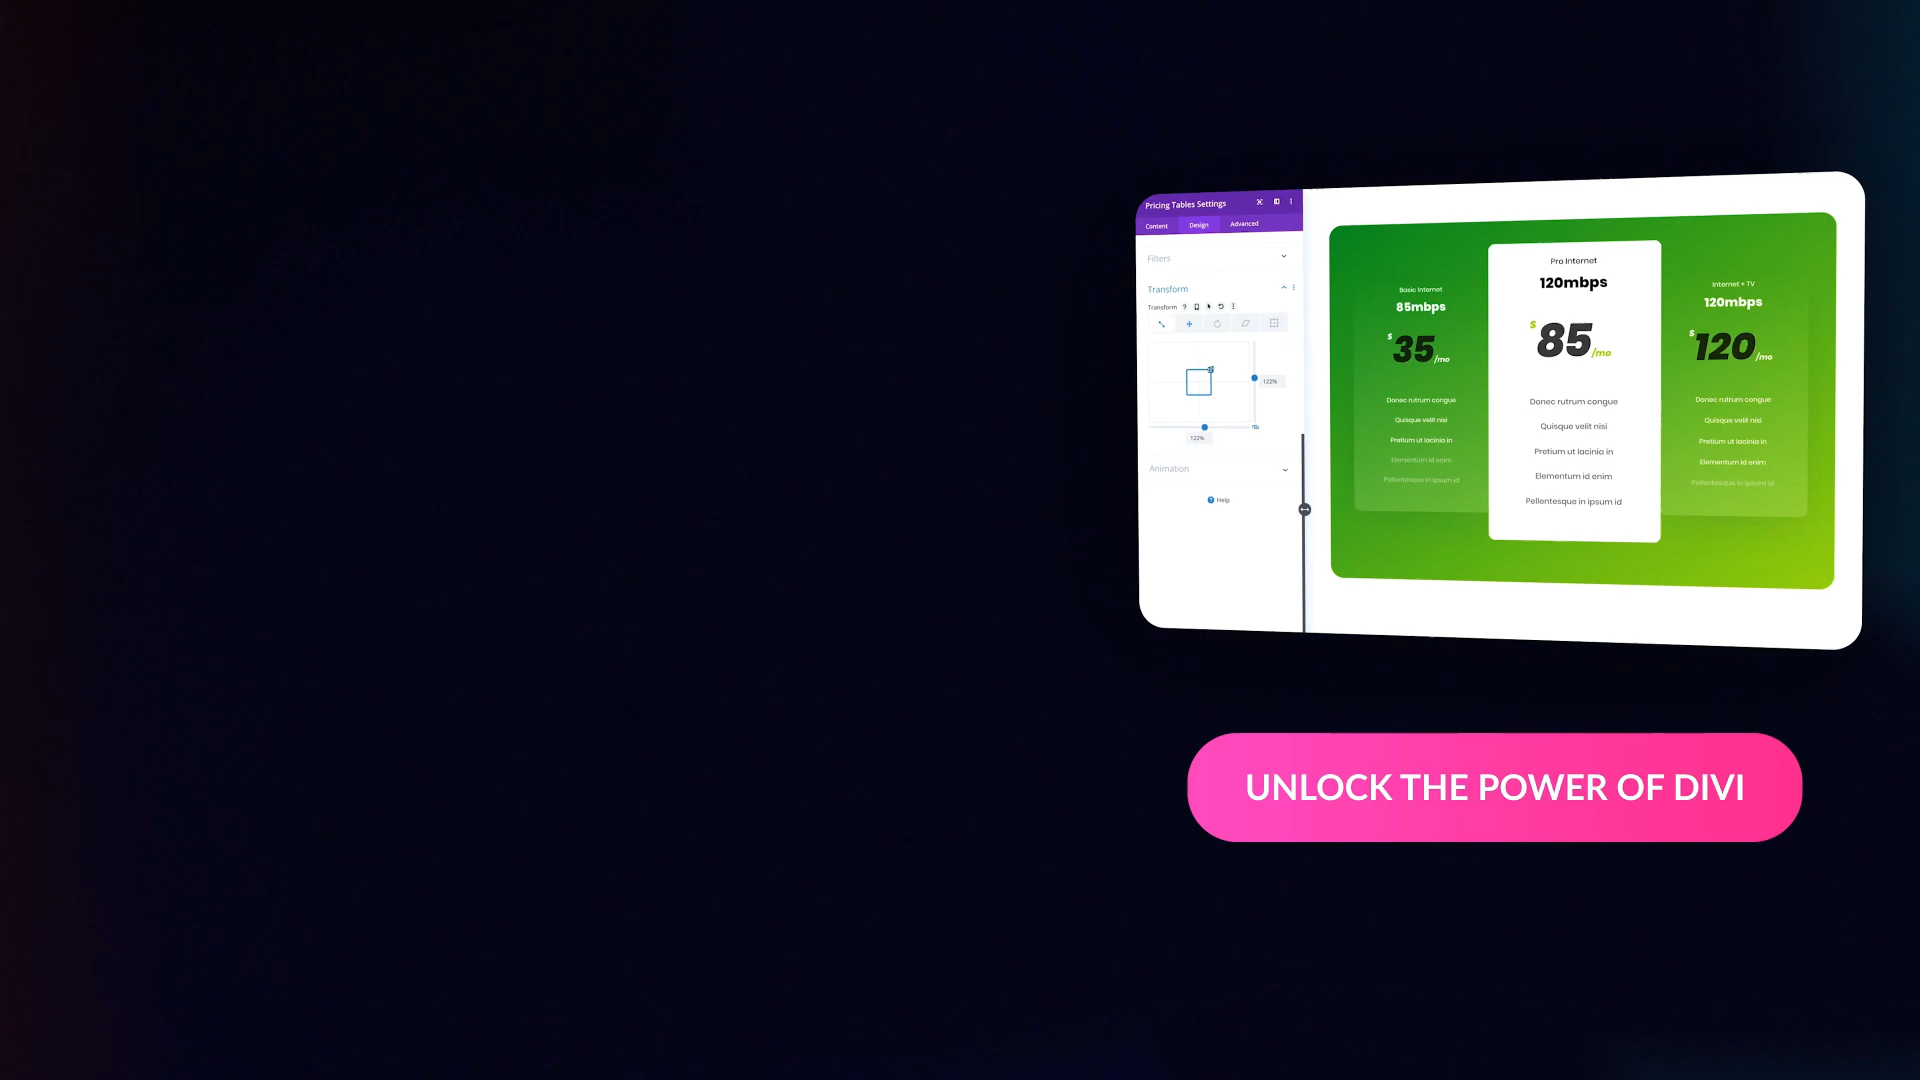 Pricing Tables Settings
Content Design Advanced
Filters
Transform
Transform ?
122%
122%
Animation
? Help
Basic Internet
85mbps
$35/mo
Donec rutrum congue
Quisque velit nisi
Pretium ut lacinia in
Elementum id enim
Pellentesque in ipsum id
Pro Internet
120mbps
$85/mo
Donec rutrum congue
Quisque velit nisi
Pretium ut lacinia in
Elementum id enim
Pellentesque in ipsum id
Internet + TV
120mbps
$120/mo
Donec rutrum congue
Quisque velit nisi
Pretium ut lacinia in
Elementum id enim
Pellentesque in ipsum id
UNLOCK THE POWER OF DIVI